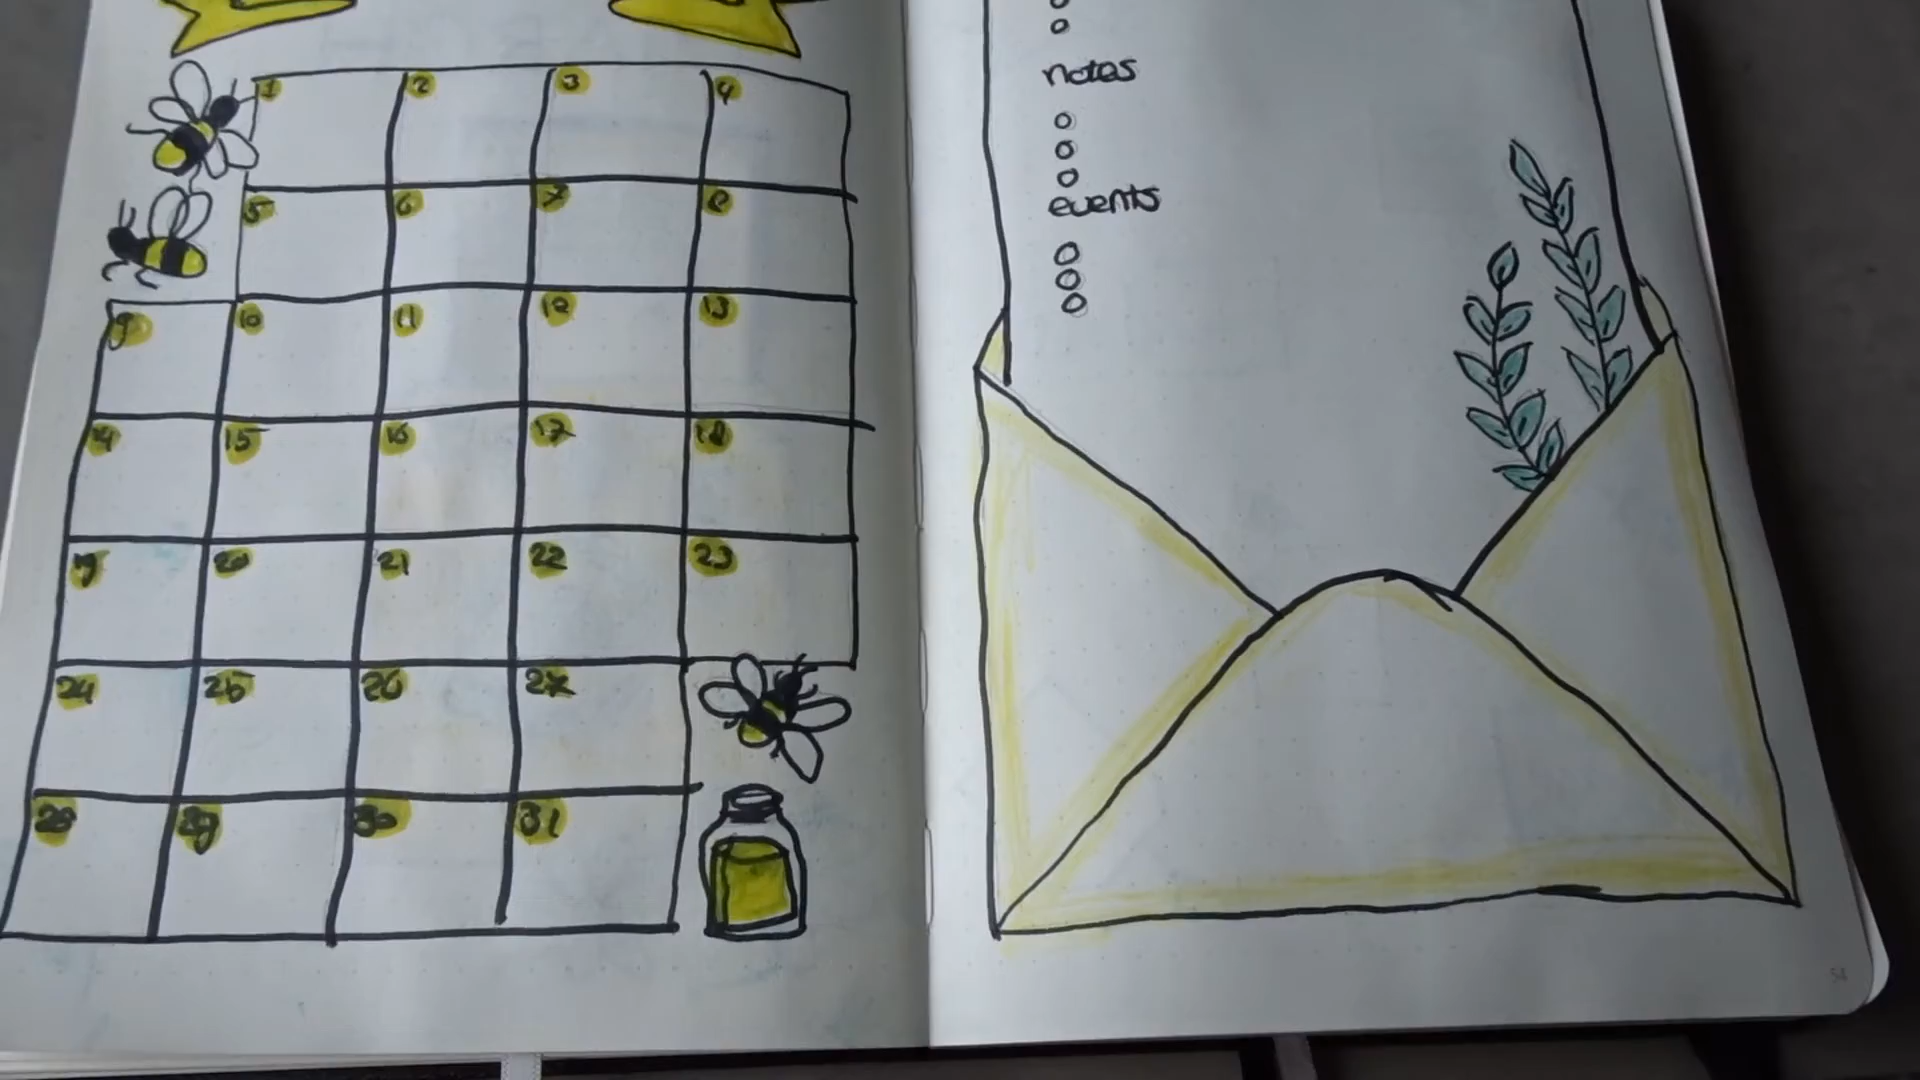 1 2 3 4
5 6 7 8
9 10 11 12 13
14 15 16 17 18
19 20 21 22 23
24 25 26 27
28 29 30 31
notes
events
54